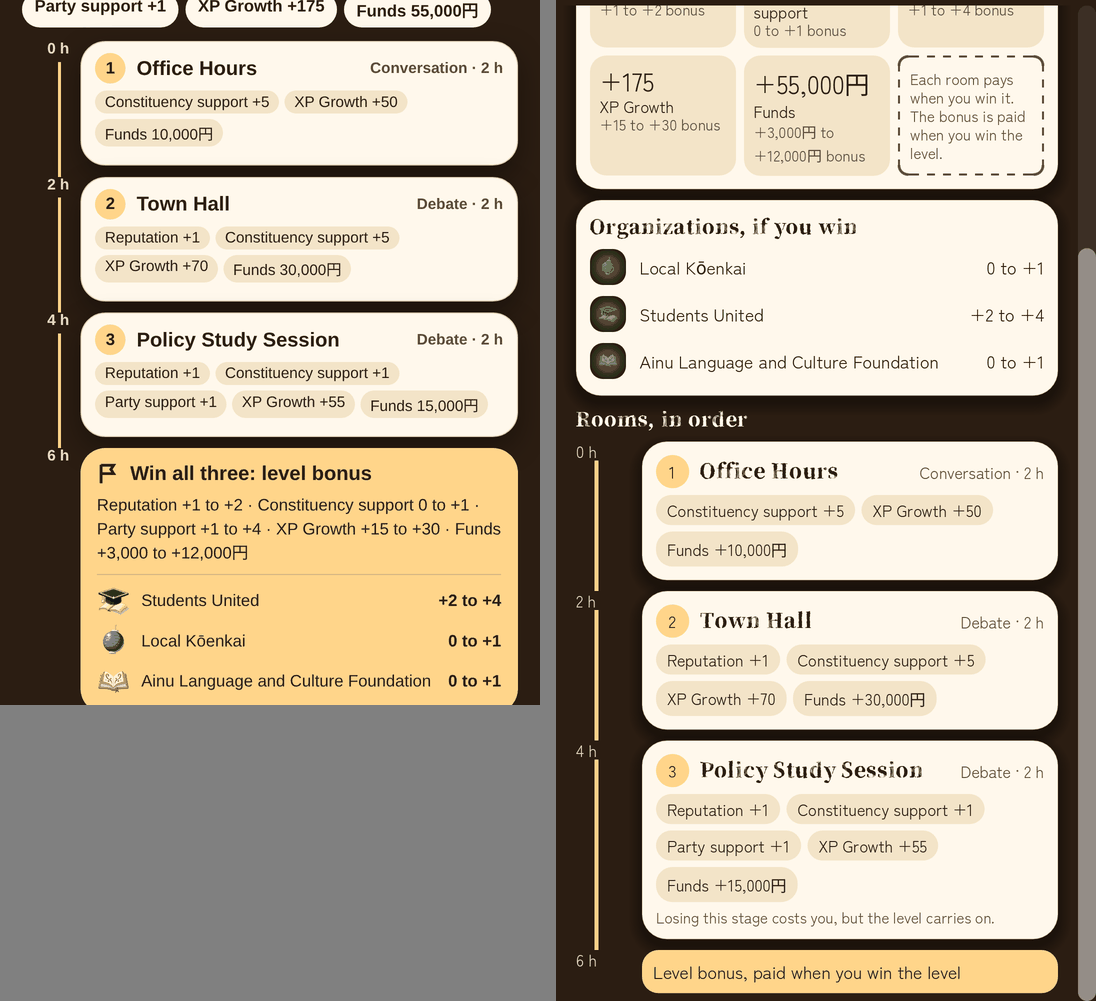 Party support +1
XP Growth +175
Funds 55,000円
0 h
1
Office Hours
Conversation · 2 h
Constituency support +5
XP Growth +50
Funds 10,000円
2 h
2
Town Hall
Debate · 2 h
Reputation +1
Constituency support +5
XP Growth +70
Funds 30,000円
4 h
3
Policy Study Session
Debate · 2 h
Reputation +1
Constituency support +1
Party support +1
XP Growth +55
Funds 15,000円
6 h
Win all three: level bonus
Reputation +1 to +2 · Constituency support 0 to +1 ·
Party support +1 to +4 · XP Growth +15 to +30 · Funds
+3,000 to +12,000円
Students United
+2 to +4
Local Kōenkai
0 to +1
Ainu Language and Culture Foundation
0 to +1
+1 to +2 bonus
support
0 to +1 bonus
+1 to +4 bonus
+175
XP Growth
+15 to +30 bonus
+55,000円
Funds
+3,000円 to
+12,000円 bonus
Each room pays
when you win it.
The bonus is paid
when you win the
level.
Organizations, if you win
Local Kōenkai
0 to +1
Students United
+2 to +4
Ainu Language and Culture Foundation
0 to +1
Rooms, in order
0 h
1
Office Hours
Conversation · 2 h
Constituency support +5
XP Growth +50
Funds +10,000円
2 h
2
Town Hall
Debate · 2 h
Reputation +1
Constituency support +5
XP Growth +70
Funds +30,000円
4 h
3
Policy Study Session
Debate · 2 h
Reputation +1
Constituency support +1
Party support +1
XP Growth +55
Funds +15,000円
Losing this stage costs you, but the level carries on.
6 h
Level bonus, paid when you win the level